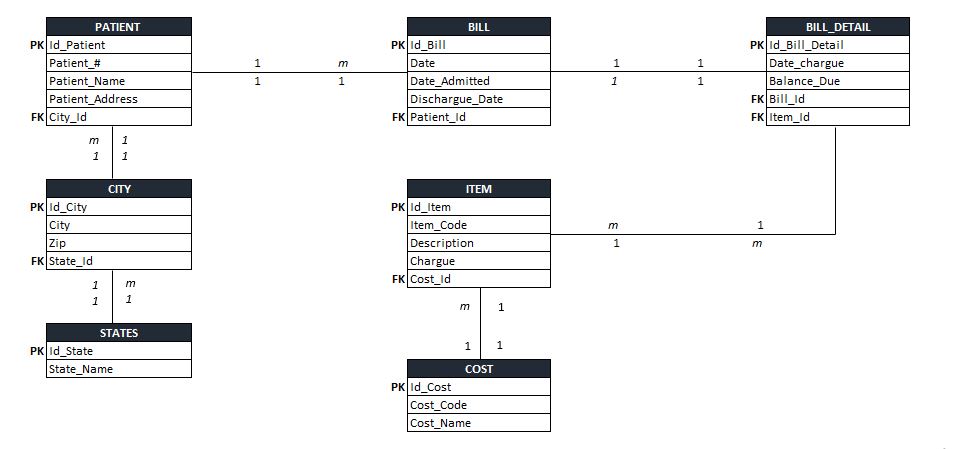 PATIENT
PK Id_Patient
Patient_#
Patient_Name
Patient_Address
FK City_Id
1 m
1 1
BILL
PK Id_Bill
Date
Date_Admitted
Dischargue_Date
FK Patient_Id
1 1
1 1
BILL_DETAIL
PK Id_Bill_Detail
Date_chargue
Balance_Due
FK Bill_Id
FK Item_Id
m 1
1 1
CITY
PK Id_City
City
Zip
FK State_Id
1 m
1 1
STATES
PK Id_State
State_Name
ITEM
PK Id_Item
Item_Code
Description
Chargue
FK Cost_Id
m 1
1 m
m 1
1 1
COST
PK Id_Cost
Cost_Code
Cost_Name